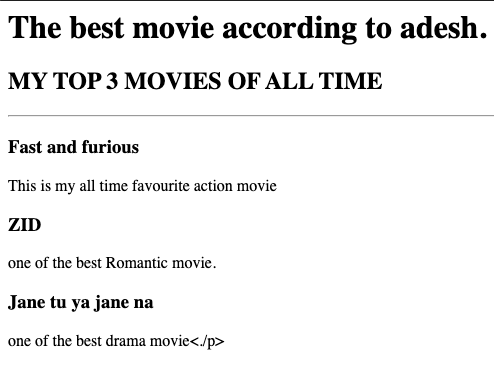 The best movie according to adesh.
MY TOP 3 MOVIES OF ALL TIME
Fast and furious
This is my all time favourite action movie
ZID
one of the best Romantic movie.
Jane tu ya jane na
one of the best drama movie<./p>